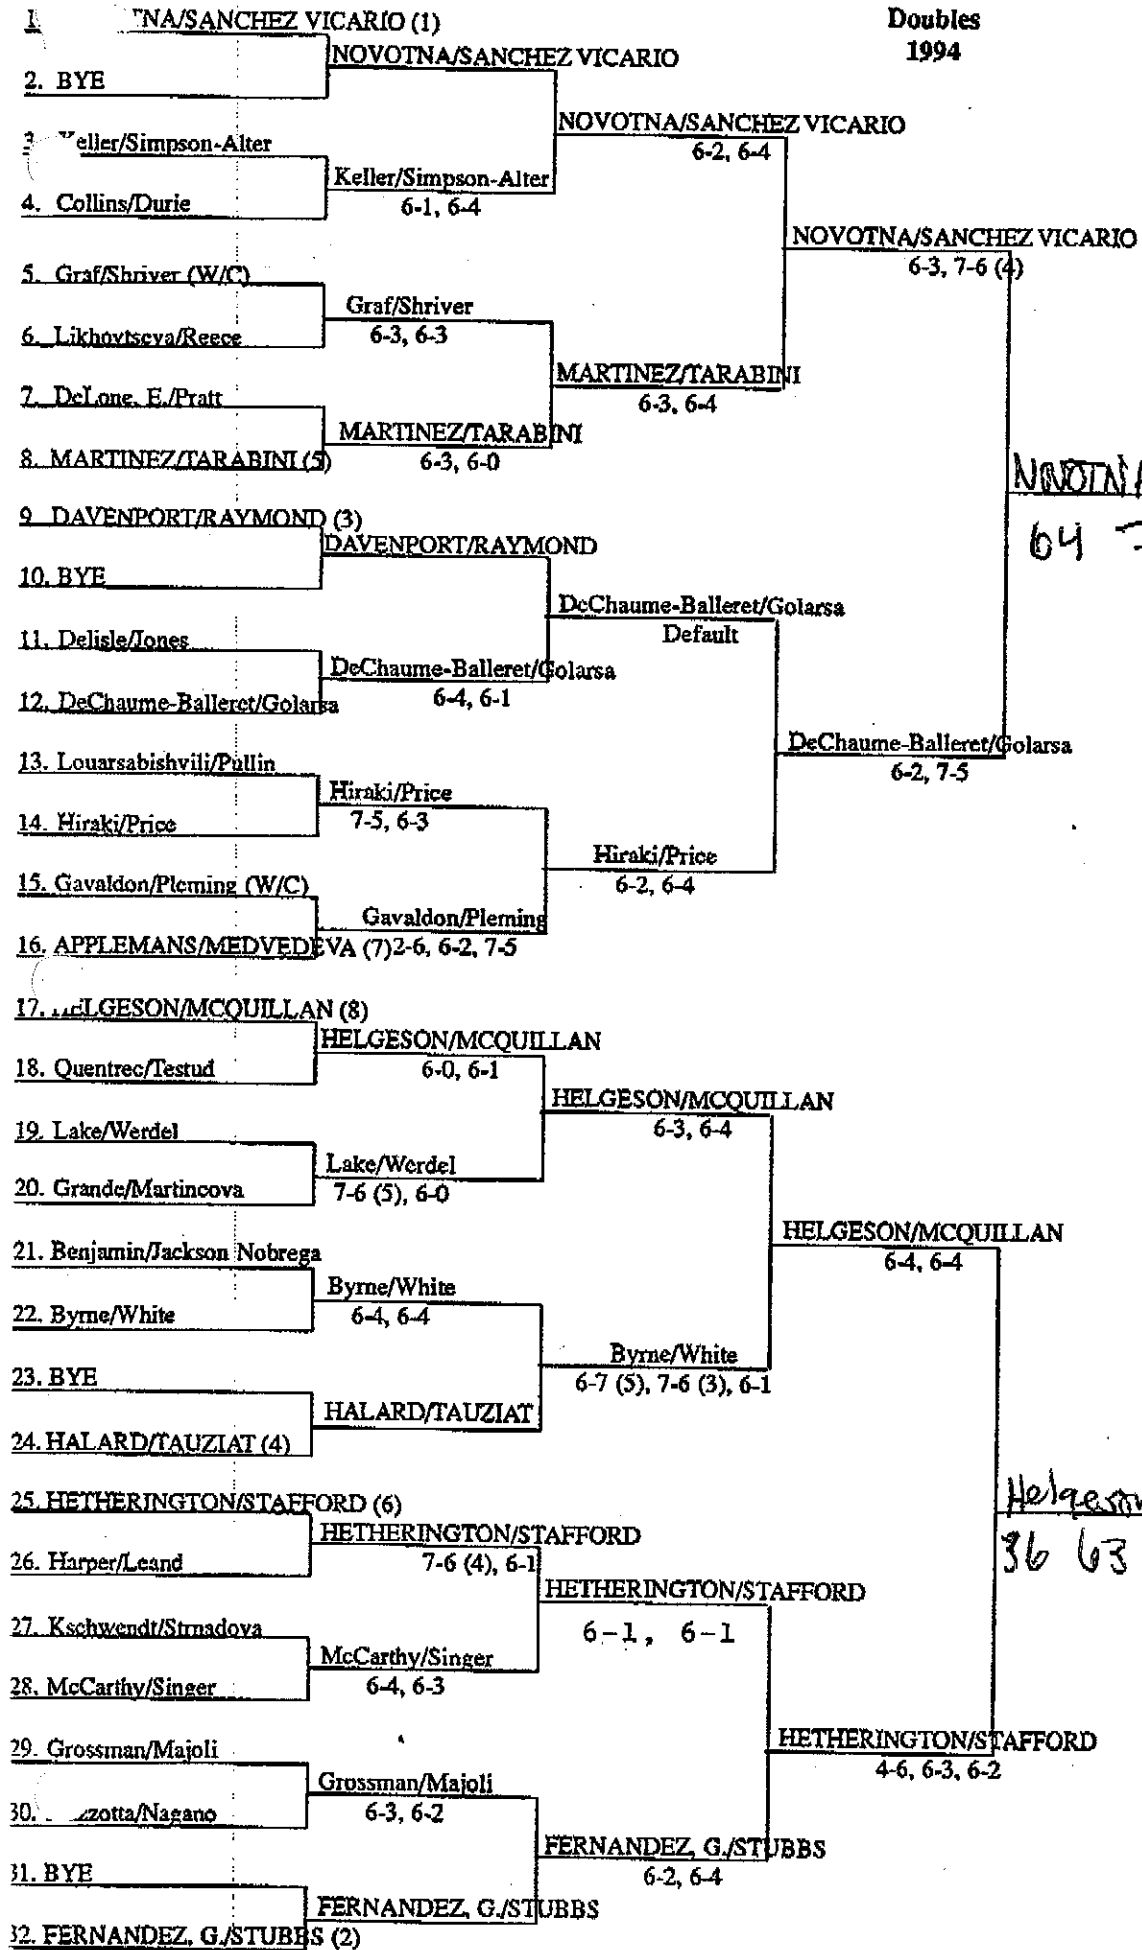 Doubles
1994
1. NA/SANCHEZ VICARIO (1)
2. BYE
3. eller/Simpson-Alter
4. Collins/Durie
5. Graf/Shriver (W/C)
6. Likhovtseva/Reece
7. DeLone, E./Pratt
8. MARTINEZ/TARABINI (5)
9. DAVENPORT/RAYMOND (3)
10. BYE
11. Delisle/Jones
12. DeChaume-Balleret/Golarsa
13. Louarsabishvili/Pullin
14. Hiraki/Price
15. Gavaldon/Pleming (W/C)
16. APPLEMANS/MEDVEDEVA (7)
17. HELGESON/MCQUILLAN (8)
18. Quentrec/Testud
19. Lake/Werdel
20. Grande/Martincova
21. Benjamin/Jackson Nobrega
22. Byrne/White
23. BYE
24. HALARD/TAUZIAT (4)
25. HETHERINGTON/STAFFORD (6)
26. Harper/Leand
27. Kschwendt/Strnadova
28. McCarthy/Singer
29. Grossman/Majoli
30. zzotta/Nagano
31. BYE
32. FERNANDEZ, G./STUBBS (2)
NOVOTNA/SANCHEZ VICARIO
Keller/Simpson-Alter
6-1, 6-4
Graf/Shriver
6-3, 6-3
MARTINEZ/TARABINI
6-3, 6-0
DAVENPORT/RAYMOND
DeChaume-Balleret/Golarsa
6-4, 6-1
Hiraki/Price
7-5, 6-3
Gavaldon/Pleming
2-6, 6-2, 7-5
HELGESON/MCQUILLAN
6-0, 6-1
Lake/Werdel
7-6 (5), 6-0
Byrne/White
6-4, 6-4
HALARD/TAUZIAT
HETHERINGTON/STAFFORD
7-6 (4), 6-1
McCarthy/Singer
6-4, 6-3
Grossman/Majoli
6-3, 6-2
FERNANDEZ, G./STUBBS
NOVOTNA/SANCHEZ VICARIO
6-2, 6-4
MARTINEZ/TARABINI
6-3, 6-4
DeChaume-Balleret/Golarsa
Default
Hiraki/Price
6-2, 6-4
HELGESON/MCQUILLAN
6-3, 6-4
Byrne/White
6-7 (5), 7-6 (3), 6-1
HETHERINGTON/STAFFORD
6-1, 6-1
FERNANDEZ, G./STUBBS
6-2, 6-4
NOVOTNA/SANCHEZ VICARIO
6-3, 7-6 (4)
DeChaume-Balleret/Golarsa
6-2, 7-5
HELGESON/MCQUILLAN
6-4, 6-4
HETHERINGTON/STAFFORD
4-6, 6-3, 6-2
NOVOTNA
64
Helgeson
36 63